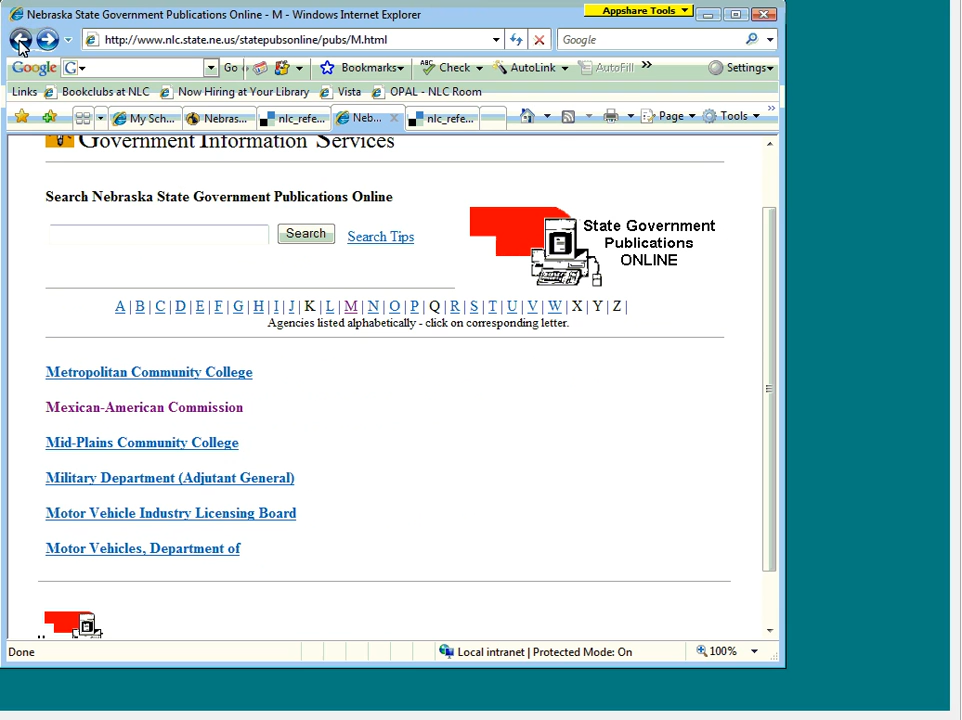 Nebraska State Government Publications Online - M - Windows Internet Explorer
Appshare Tools
http://www.nlc.state.ne.us/statepubsonline/pubs/M.html
Google
Google G Go Bookmarks Check AutoLink AutoFill » Settings
Links Bookclubs at NLC Now Hiring at Your Library Vista OPAL - NLC Room
My Sch... Nebras... nlc_refe... Neb... nlc_refe... Page Tools »
Government Information Services
Search Nebraska State Government Publications Online
Search Search Tips
State Government
Publications
ONLINE
A | B | C | D | E | F | G | H | I | J | K | L | M | N | O | P | Q | R | S | T | U | V | W | X | Y | Z |
Agencies listed alphabetically - click on corresponding letter.
Metropolitan Community College
Mexican-American Commission
Mid-Plains Community College
Military Department (Adjutant General)
Motor Vehicle Industry Licensing Board
Motor Vehicles, Department of
Done Local intranet | Protected Mode: On 100%